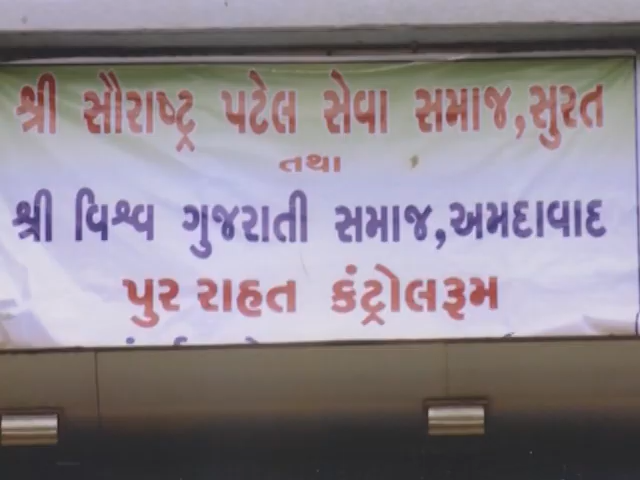 શ્રી સૌરાષ્ટ્ર પટેલ સેવા સમાજ,સુરત
તથા
શ્રી વિશ્વ ગુજરાતી સમાજ,અમદાવાદ
પુર રાહત કંટ્રોલરૂમ